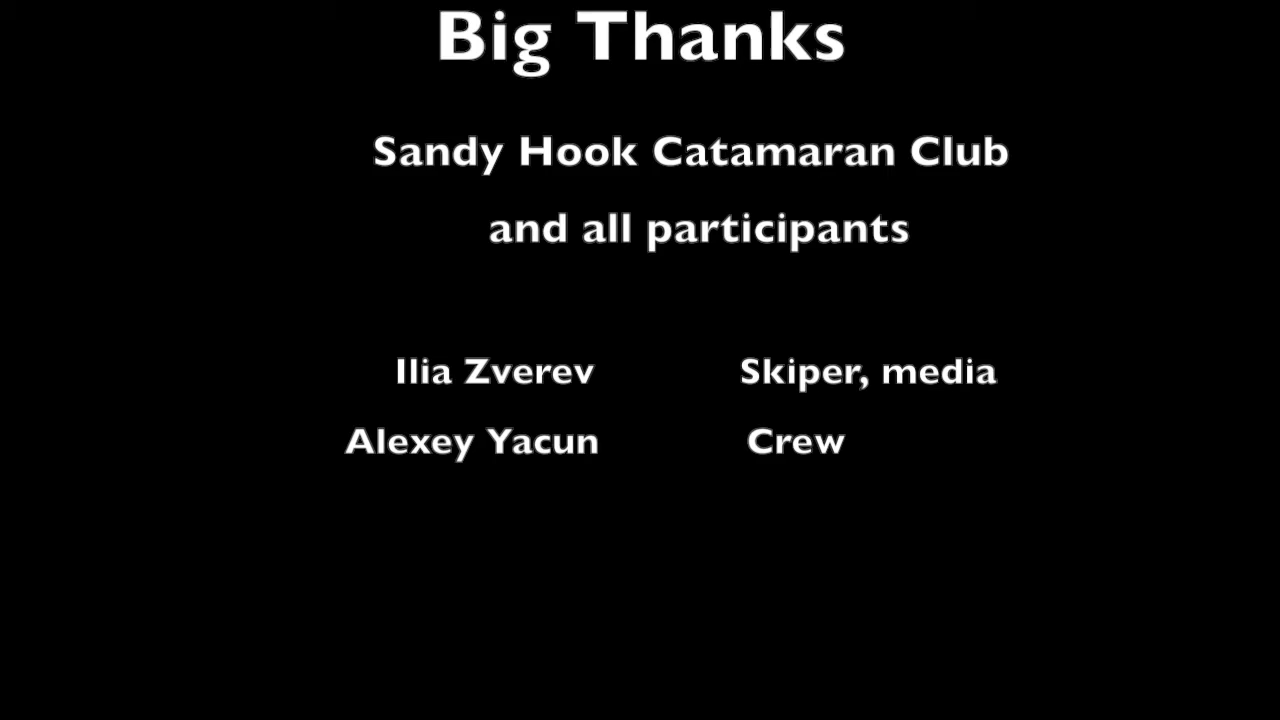 Big Thanks
Sandy Hook Catamaran Club
and all participants
Ilia Zverev Skiper, media
Alexey Yacun Crew